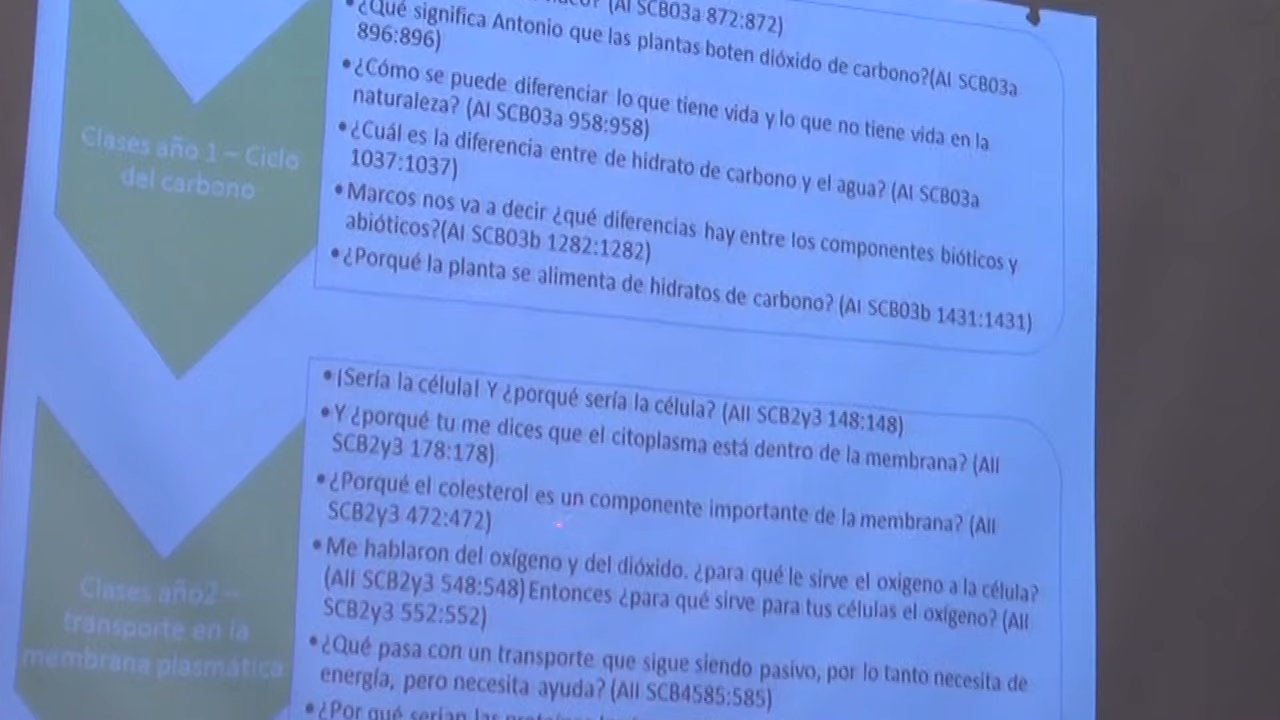 (AI SCB03a 872:872)
•¿Qué significa Antonio que las plantas boten dióxido de carbono?(AI SCB03a
896:896)
•¿Cómo se puede diferenciar lo que tiene vida y lo que no tiene vida en la
naturaleza? (AI SCB03a 958:958)
•¿Cuál es la diferencia entre de hidrato de carbono y el agua? (AI SCB03a
1037:1037)
•Marcos nos va a decir ¿qué diferencias hay entre los componentes bióticos y
abióticos?(AI SCB03b 1282:1282)
•¿Porqué la planta se alimenta de hidratos de carbono? (AI SCB03b 1431:1431)
Clases año 1 – Ciclo
del carbono
•¡Sería la célula! Y ¿porqué sería la célula? (AII SCB2y3 148:148)
•Y ¿porqué tu me dices que el citoplasma está dentro de la membrana? (AII
SCB2y3 178:178)
•¿Porqué el colesterol es un componente importante de la membrana? (AII
SCB2y3 472:472)
•Me hablaron del oxígeno y del dióxido. ¿para qué le sirve el oxigeno a la célula?
(AII SCB2y3 548:548) Entonces ¿para qué sirve para tus células el oxígeno? (AII
SCB2y3 552:552)
•¿Qué pasa con un transporte que sigue siendo pasivo, por lo tanto necesita de
energía, pero necesita ayuda? (AII SCB4585:585)
•¿Por qué serian las
Clases año2 –
transporte en la
membrana plasmática